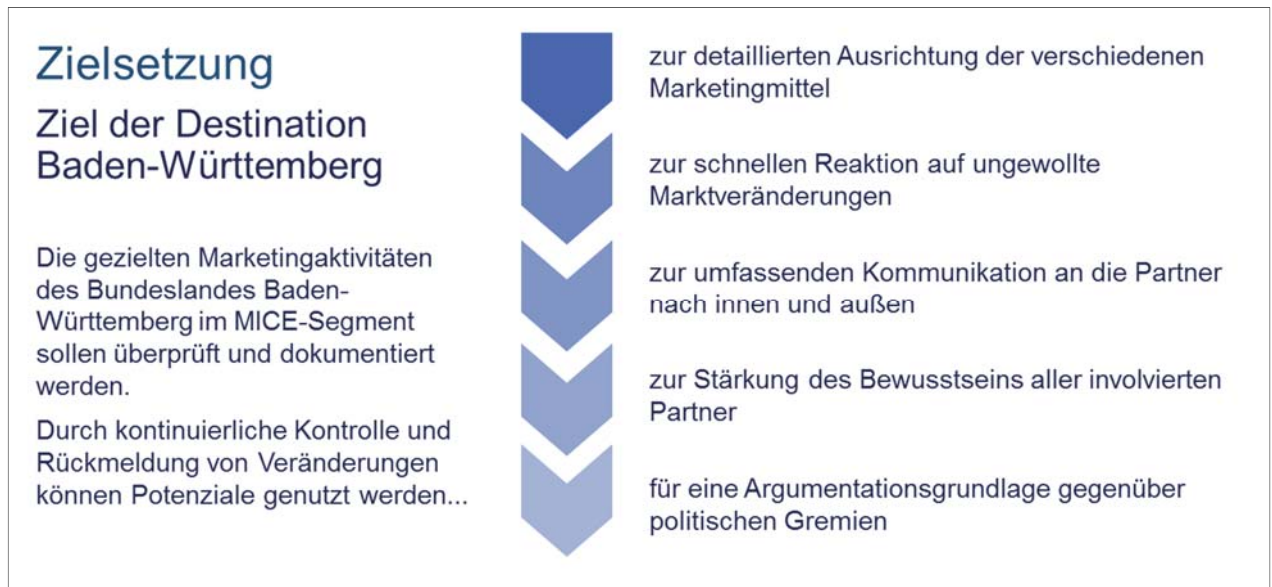 Zielsetzung
Ziel der Destination
Baden-Württemberg
Die gezielten Marketingaktivitäten
des Bundeslandes Baden-
Württemberg im MICE-Segment
sollen überprüft und dokumentiert
werden.
Durch kontinuierliche Kontrolle und
Rückmeldung von Veränderungen
können Potenziale genutzt werden...
zur detaillierten Ausrichtung der verschiedenen
Marketingmittel
zur schnellen Reaktion auf ungewollte
Marktveränderungen
zur umfassenden Kommunikation an die Partner
nach innen und außen
zur Stärkung des Bewusstseins aller involvierten
Partner
für eine Argumentationsgrundlage gegenüber
politischen Gremien